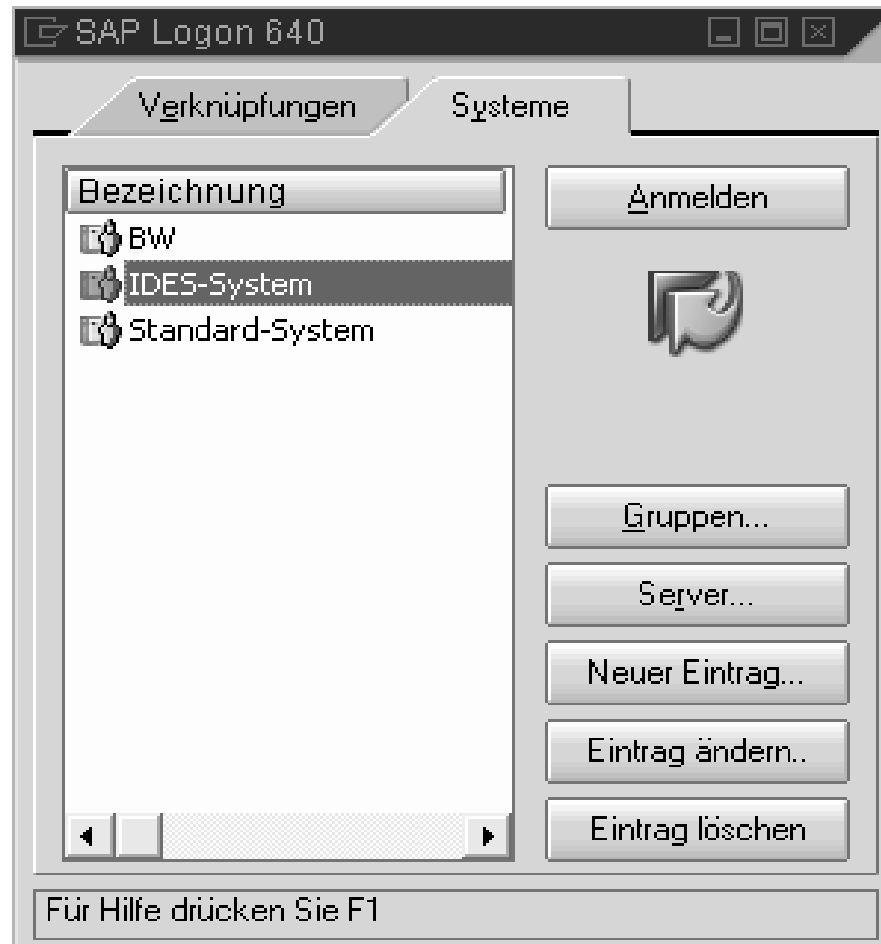 SAP Logon 640
Verknüpfungen
Systeme
Bezeichnung
BW
IDES-System
Standard-System
Anmelden
Gruppen...
Server...
Neuer Eintrag...
Eintrag ändern..
Eintrag löschen
Für Hilfe drücken Sie F1